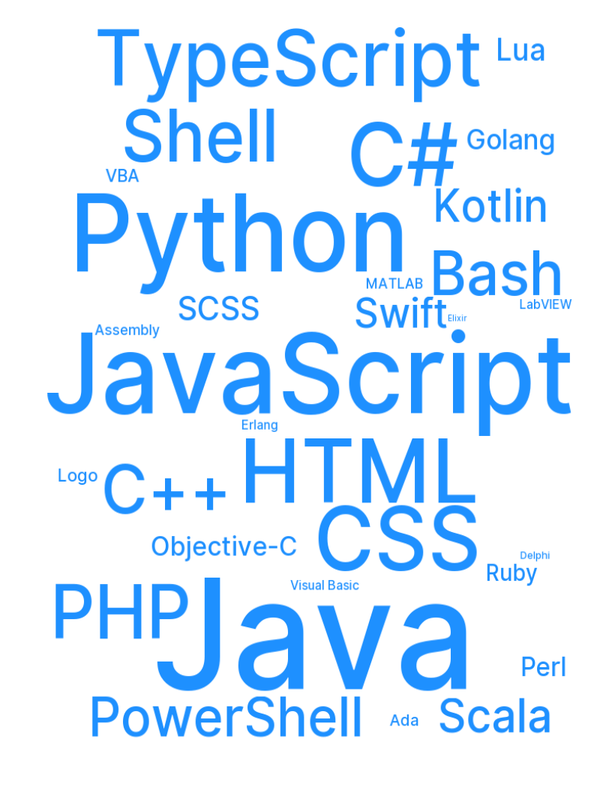 TypeScript
Lua
Shell
C#
Golang
VBA
Python
Kotlin
Bash
MATLAB
SCSS
Swift
LabVIEW
Elixir
Assembly
JavaScript
Erlang
HTML
Logo
C++
CSS
Objective-C
Delphi
Ruby
Visual Basic
PHP
Java
Perl
PowerShell
Ada
Scala